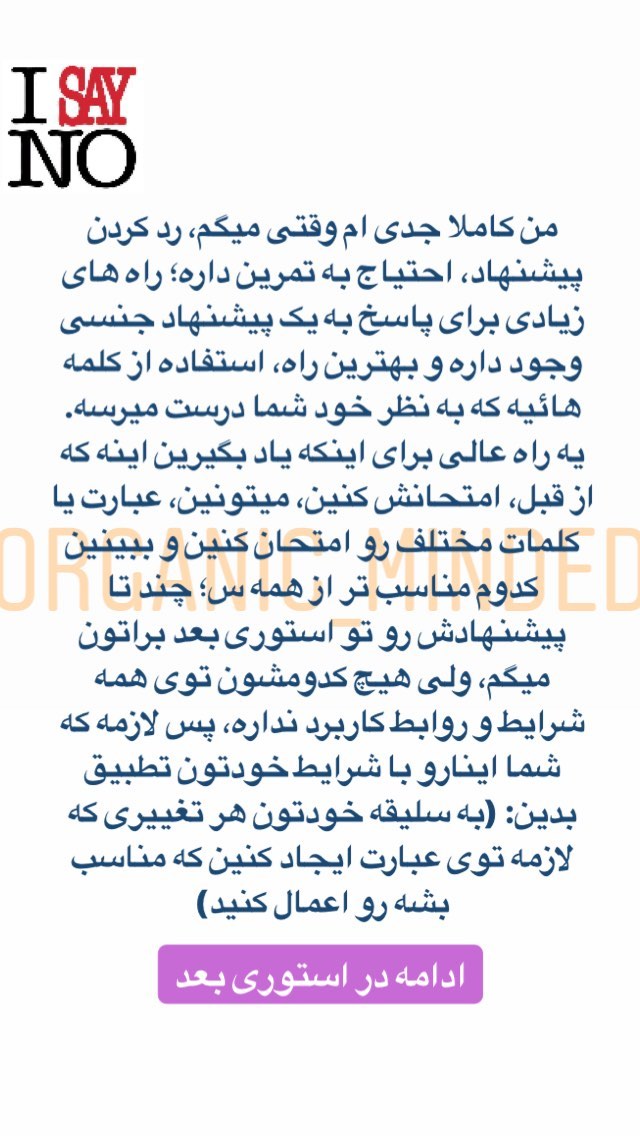 I SAY
NO
من کاملا جدی ام وقتی میگم، رد کردن
پیشنهاد، احتیاج به تمرین داره؛ راه های
زیادی برای پاسخ به یک پیشنهاد جنسی
وجود داره و بهترین راه، استفاده از کلمه
هائیه که به نظر خود شما درست میرسه.
یه راه عالی برای اینکه یاد بگیرین اینه که
از قبل، امتحانش کنین، میتونین، عبارت یا
کلمات مختلف رو امتحان کنین و ببینین
ORGANIC_MINDED
کدوم مناسب تر از همه س؛ چند تا
پیشنهادش رو تو استوری بعد براتون
میگم، ولی هیچ کدومشون توی همه
شرایط و روابط کاربرد نداره، پس لازمه که
شما اینارو با شرایط خودتون تطبیق
بدین: (به سلیقه خودتون هر تغییری که
لازمه توی عبارت ایجاد کنین که مناسب
بشه رو اعمال کنید)
ادامه در استوری بعد